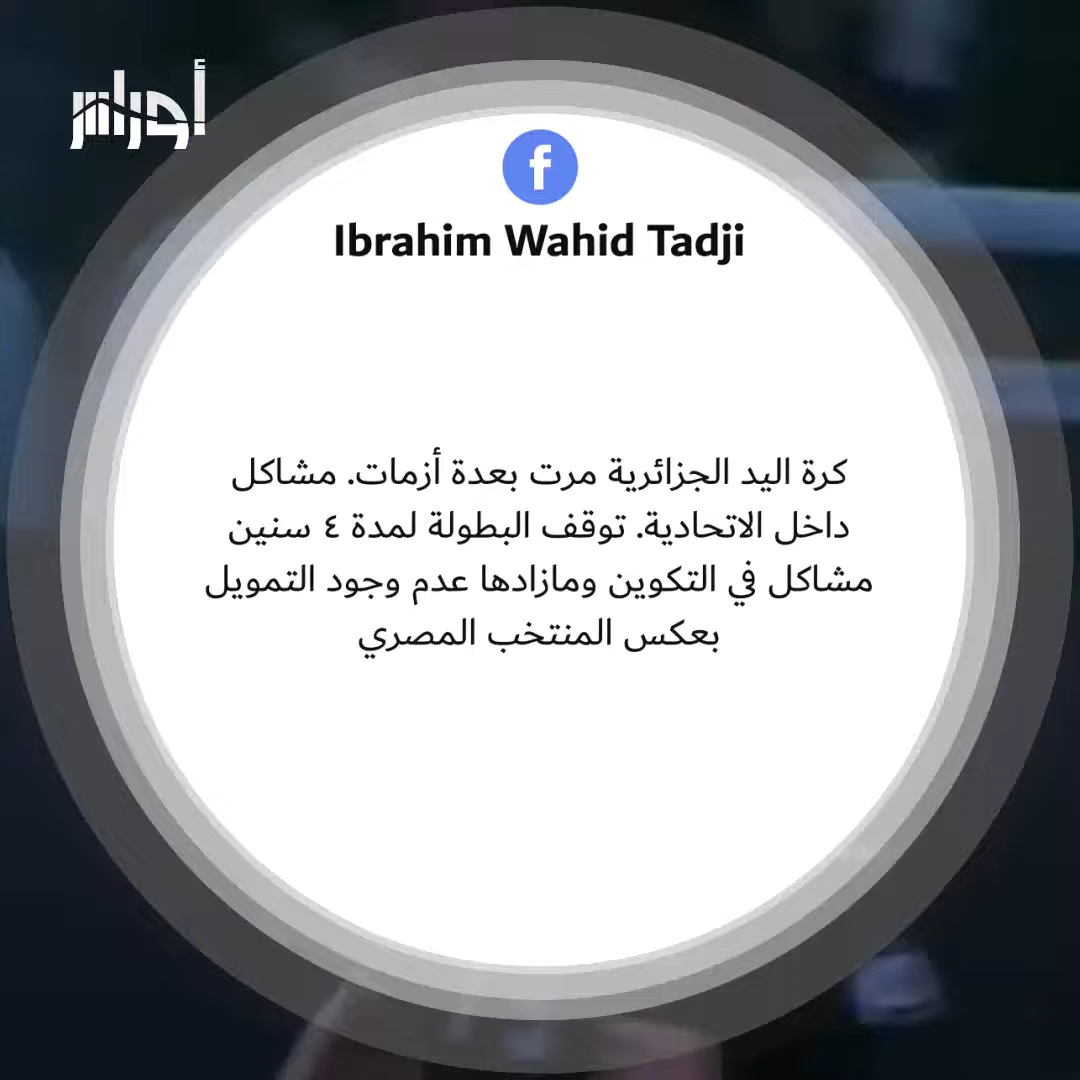 أوراس
Ibrahim Wahid Tadji
كرة اليد الجزائرية مرت بعدة أزمات. مشاكل
داخل الاتحادية. توقف البطولة لمدة ٤ سنين
مشاكل في التكوين ومازادها عدم وجود التمويل
بعكس المنتخب المصري